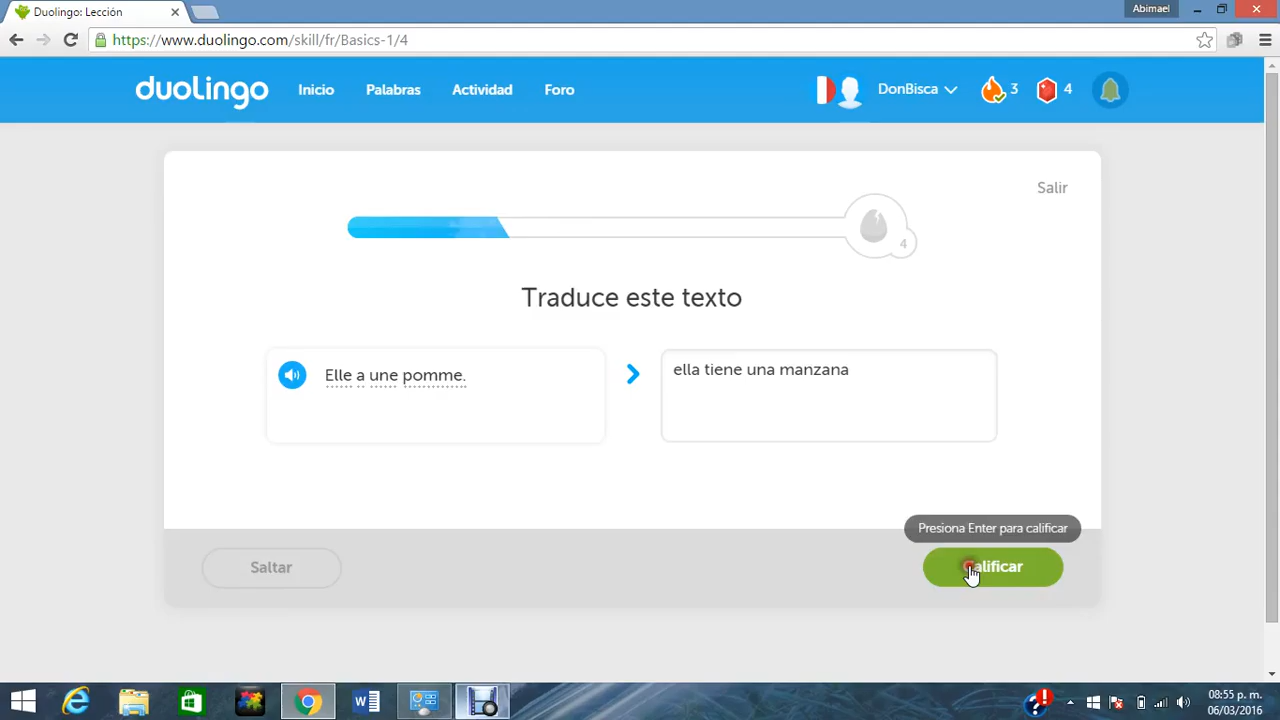 Duolingo: Lección
Abimael
https://www.duolingo.com/skill/fr/Basics-1/4
duolingo Inicio Palabras Actividad Foro DonBisca 3 4
Salir
4
Traduce este texto
Elle a une pomme.
ella tiene una manzana
Presiona Enter para calificar
Saltar
Calificar
08:55 p. m.
06/03/2016